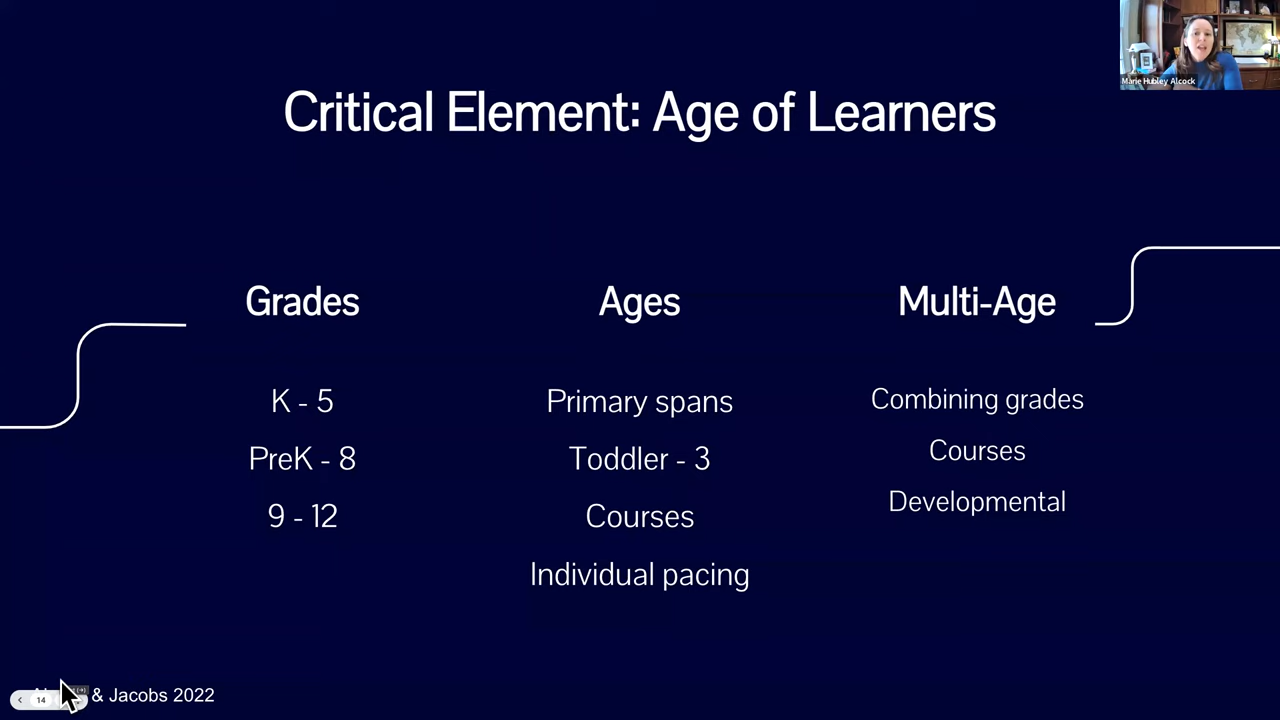 Marie Hubley Alcock
Critical Element: Age of Learners
Grades
K - 5
PreK - 8
9 - 12
Ages
Primary spans
Toddler - 3
Courses
Individual pacing
Multi-Age
Combining grades
Courses
Developmental
& Jacobs 2022
14